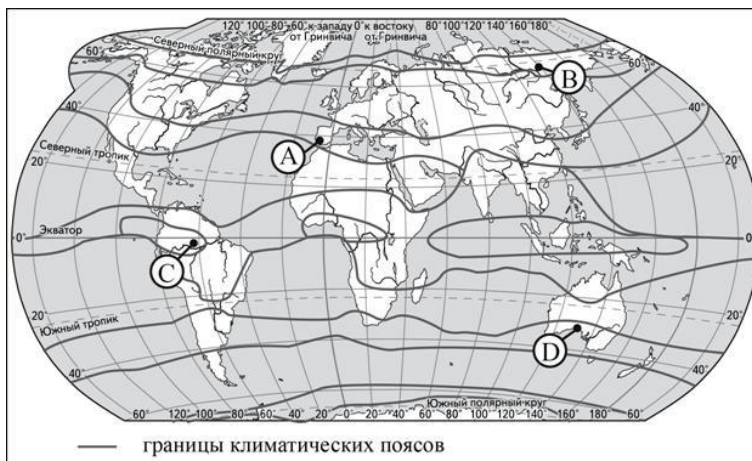 120° 100°-80°-60° к западу 0° к востоку 80° 100° 120° 140° 160° 180°
от Гринвича от Гринвича
Северный полярный круг
60° 60°
B
40° 40°
A
Северный тропик
20° 20°
Экватор
0° 0°
C
20° 20°
Южный тропик
D
40° 40°
Южный полярный круг
60° 120° 100° 80° 60° 40° 20° 0° 20° 40° 60° 80° 100° 120° 140° 160° 180° 60°
границы климатических поясов